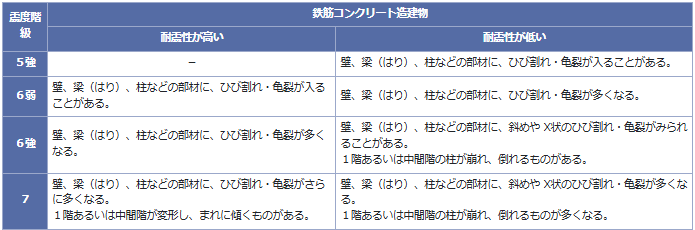 震度階
級
鉄筋コンクリート造建物
耐震性が高い
耐震性が低い
5強
－
壁、梁（はり）、柱などの部材に、ひび割れ・亀裂が入ることがある。
6弱
壁、梁（はり）、柱などの部材に、ひび割れ・亀裂が入る
ことがある。
壁、梁（はり）、柱などの部材に、ひび割れ・亀裂が多くなる。
6強
壁、梁（はり）、柱などの部材に、ひび割れ・亀裂が多く
なる。
壁、梁（はり）、柱などの部材に、斜めや X状のひび割れ・亀裂がみられ
ることがある。
１階あるいは中間階の柱が崩れ、倒れるものがある。
7
壁、梁（はり）、柱などの部材に、ひび割れ・亀裂がさら
に多くなる。
１階あるいは中間階が変形し、まれに傾くものがある。
壁、梁（はり）、柱などの部材に、斜めや X状のひび割れ・亀裂が多くな
る。
１階あるいは中間階の柱が崩れ、倒れるものが多くなる。